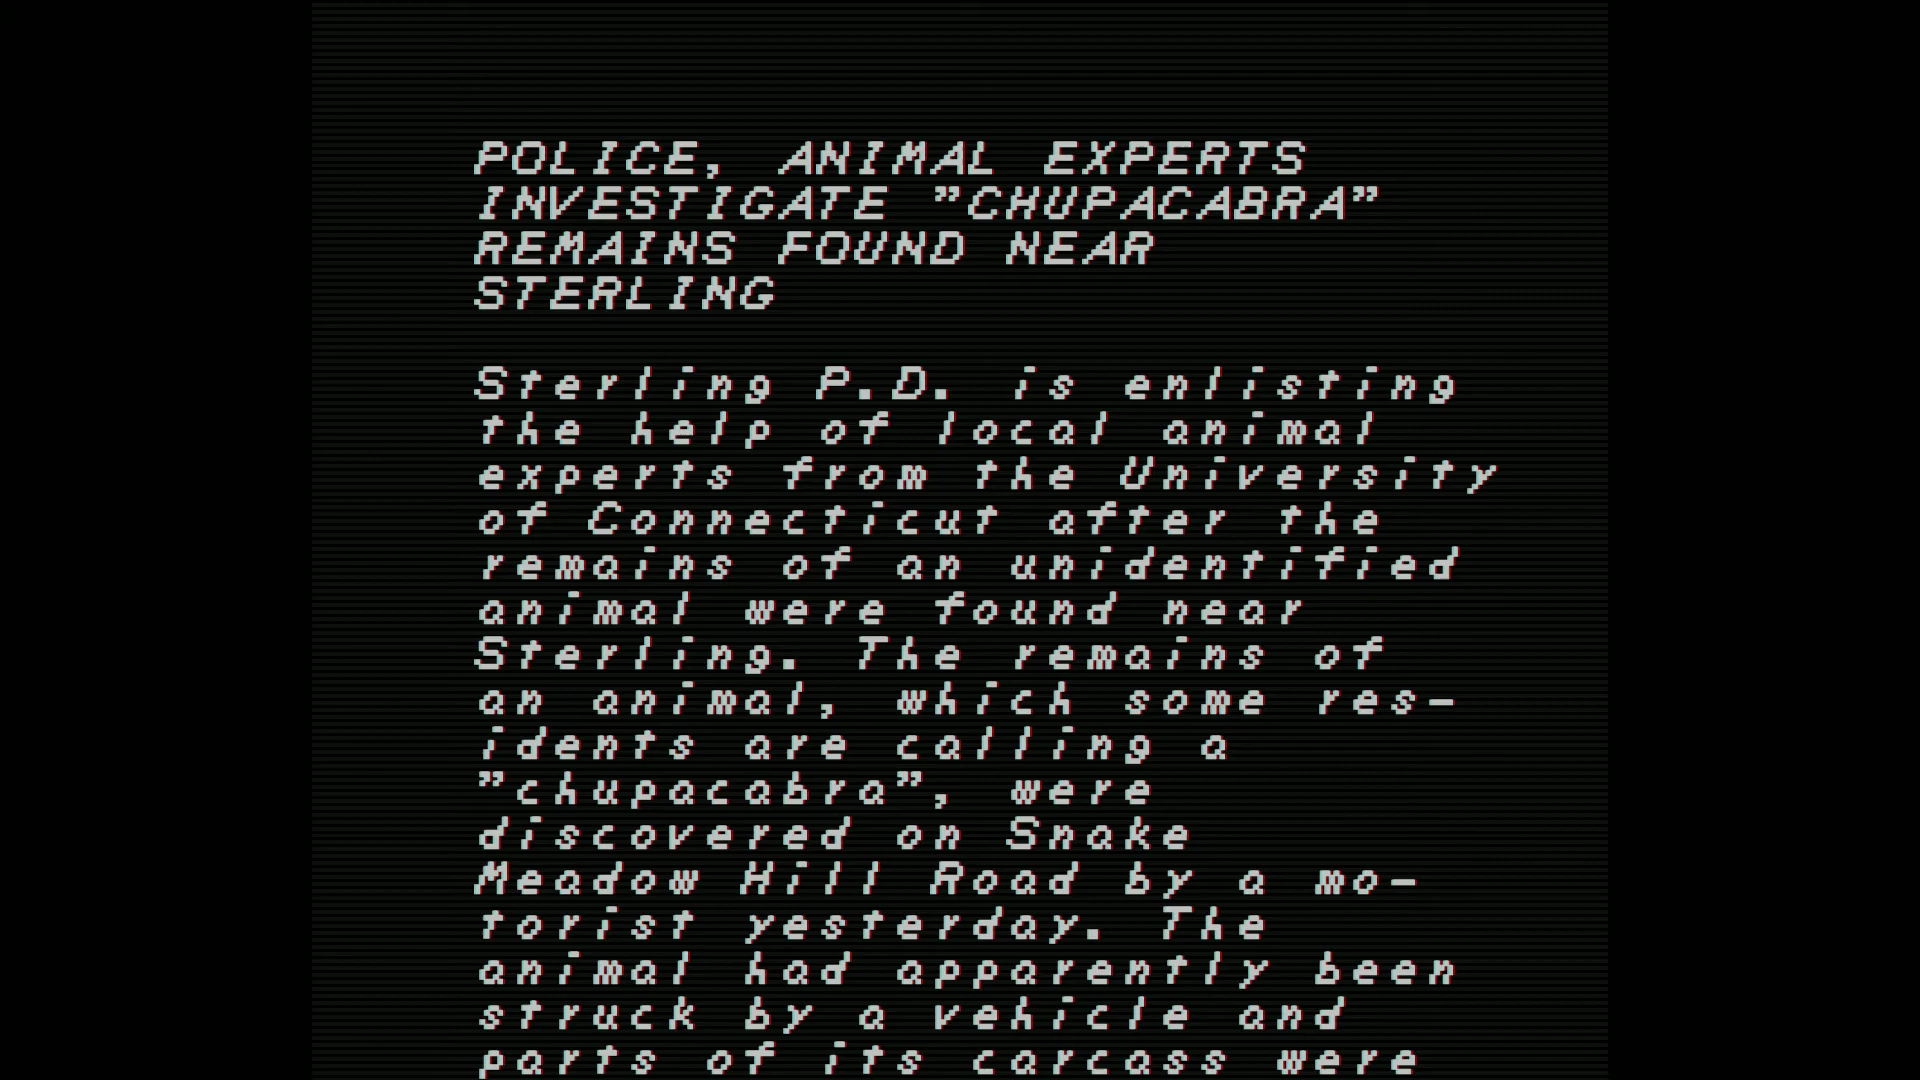 POLICE, ANIMAL EXPERTS
INVESTIGATE "CHUPACABRA"
REMAINS FOUND NEAR
STERLING
Sterling P.D. is enlisting
the help of local animal
experts from the University
of Connecticut after the
remains of an unidentified
animal were found near
Sterling. The remains of
an animal, which some res-
idents are calling a
"chupacabra", were
discovered on Snake
Meadow Hill Road by a mo-
torist yesterday. The
animal had apparently been
struck by a vehicle and
parts of its carcass were